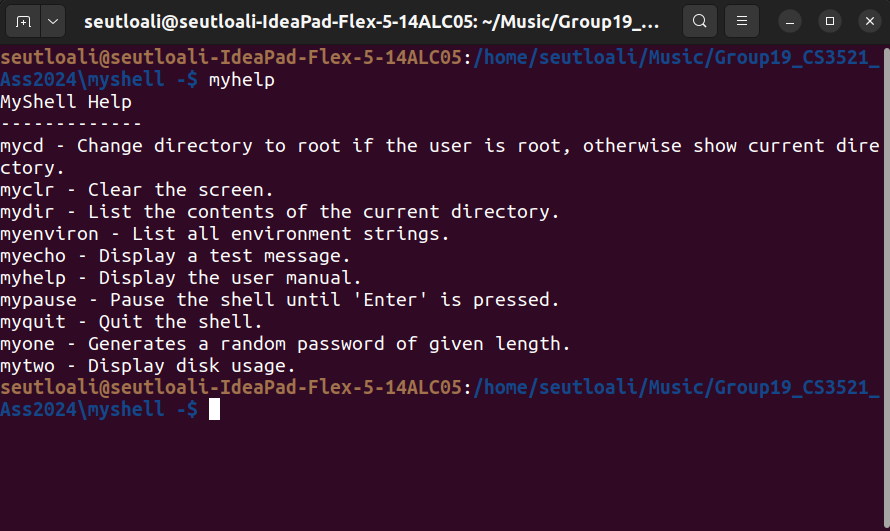 seutloali@seutloali-IdeaPad-Flex-5-14ALC05: ~/Music/Group19_...
seutloali@seutloali-IdeaPad-Flex-5-14ALC05:/home/seutloali/Music/Group19_CS3521_
Ass2024\myshell -$ myhelp
MyShell Help
-------------
mycd - Change directory to root if the user is root, otherwise show current dire
ctory.
myclr - Clear the screen.
mydir - List the contents of the current directory.
myenviron - List all environment strings.
myecho - Display a test message.
myhelp - Display the user manual.
mypause - Pause the shell until 'Enter' is pressed.
myquit - Quit the shell.
myone - Generates a random password of given length.
mytwo - Display disk usage.
seutloali@seutloali-IdeaPad-Flex-5-14ALC05:/home/seutloali/Music/Group19_CS3521_
Ass2024\myshell -$